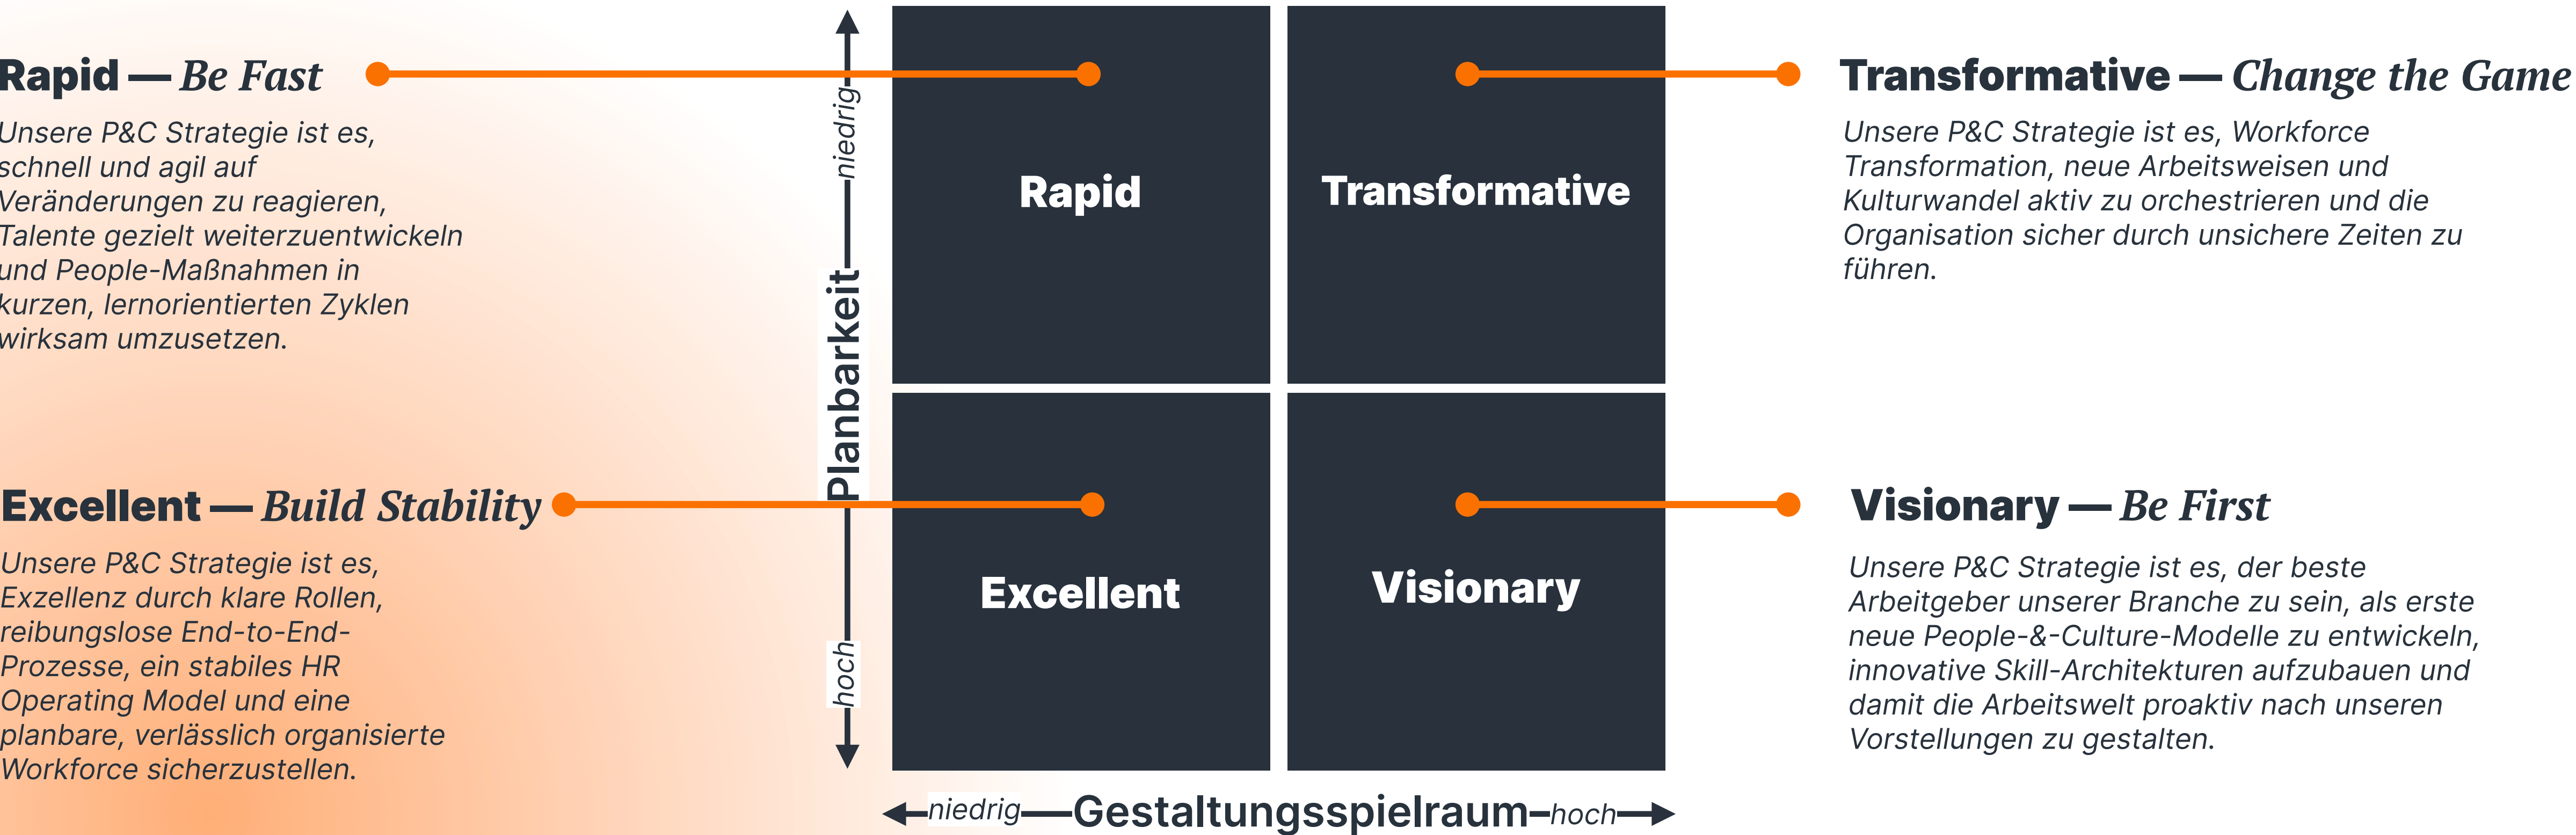 Rapid — Be Fast
Unsere P&C Strategie ist es,
schnell und agil auf
Veränderungen zu reagieren,
Talente gezielt weiterzuentwickeln
und People-Maßnahmen in
kurzen, lernorientierten Zyklen
wirksam umzusetzen.
Excellent — Build Stability
Unsere P&C Strategie ist es,
Exzellenz durch klare Rollen,
reibungslose End-to-End-
Prozesse, ein stabiles HR
Operating Model und eine
planbare, verlässlich organisierte
Workforce sicherzustellen.
niedrig
Planbarkeit
hoch
Rapid
Transformative
Excellent
Visionary
niedrig
Gestaltungsspielraum
hoch
Transformative — Change the Game
Unsere P&C Strategie ist es, Workforce
Transformation, neue Arbeitsweisen und
Kulturwandel aktiv zu orchestrieren und die
Organisation sicher durch unsichere Zeiten zu
führen.
Visionary — Be First
Unsere P&C Strategie ist es, der beste
Arbeitgeber unserer Branche zu sein, als erste
neue People-&-Culture-Modelle zu entwickeln,
innovative Skill-Architekturen aufzubauen und
damit die Arbeitswelt proaktiv nach unseren
Vorstellungen zu gestalten.